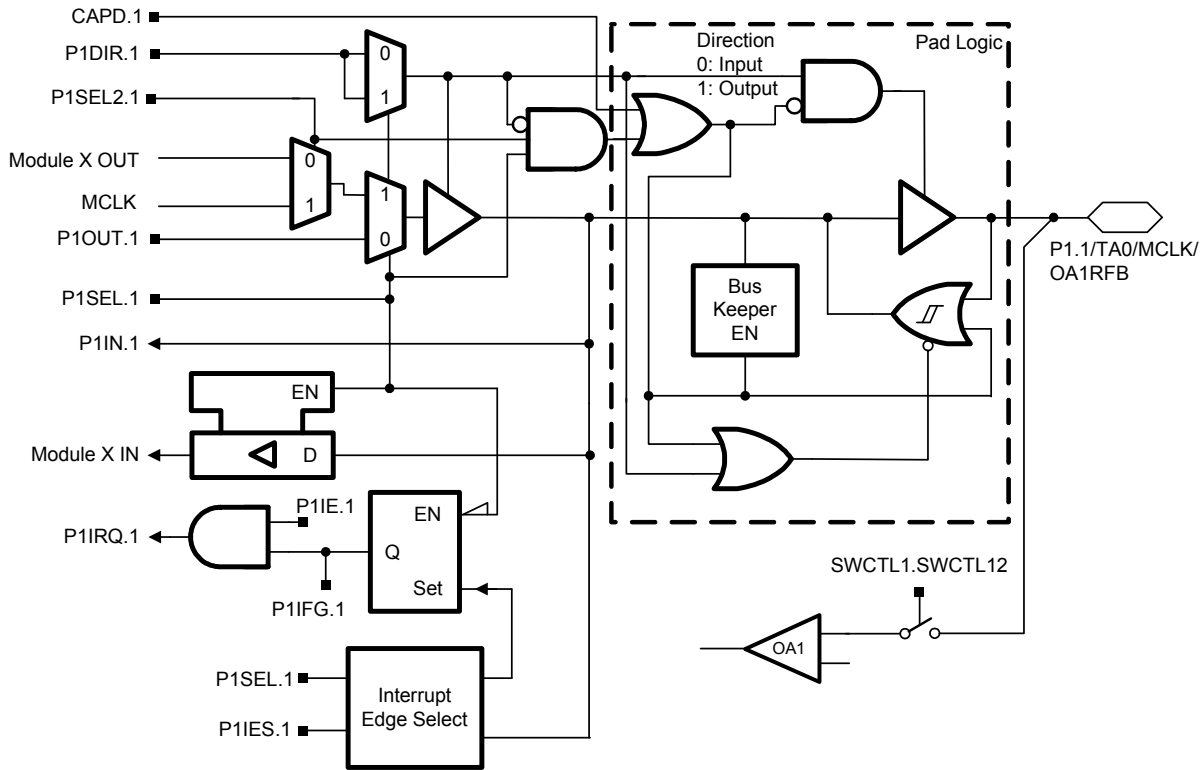 CAPD.1
P1DIR.1
P1SEL2.1
Module X OUT
MCLK
P1OUT.1
P1SEL.1
P1IN.1
Module X IN
P1IRQ.1
0
1
0
1
1
0
Direction
0: Input
1: Output
Pad Logic
Bus
Keeper
EN
P1.1/TA0/MCLK/
OA1RFB
EN
D
P1IE.1
P1IFG.1
EN
Q
Set
P1SEL.1
P1IES.1
Interrupt
Edge Select
SWCTL1.SWCTL12
OA1